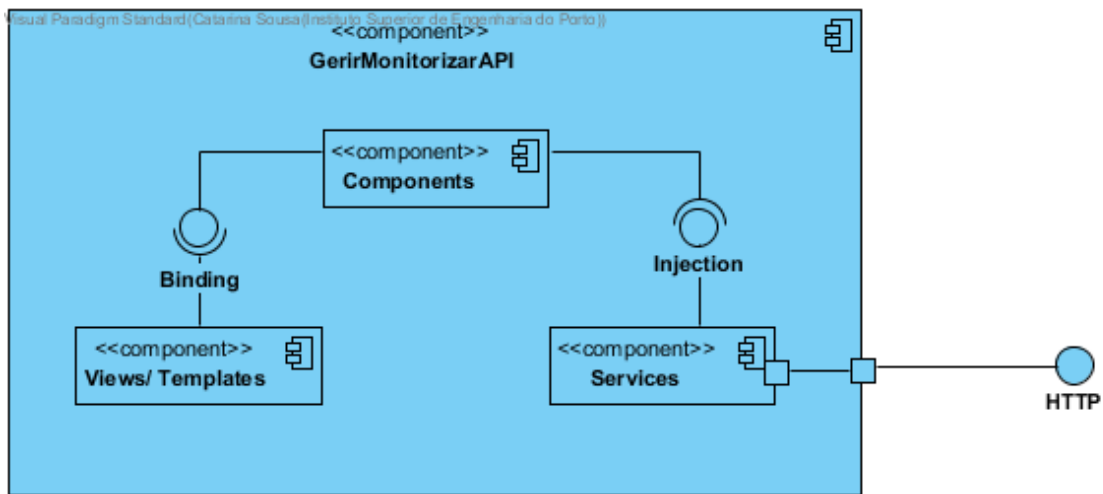 Visual Paradigm Standard(Catarina Sousa(Instituto Superior de Engenharia do Porto))
<<component>>
GerirMonitorizarAPI
<<component>>
Components
Binding
Injection
<<component>>
Views/ Templates
<<component>>
Services
HTTP